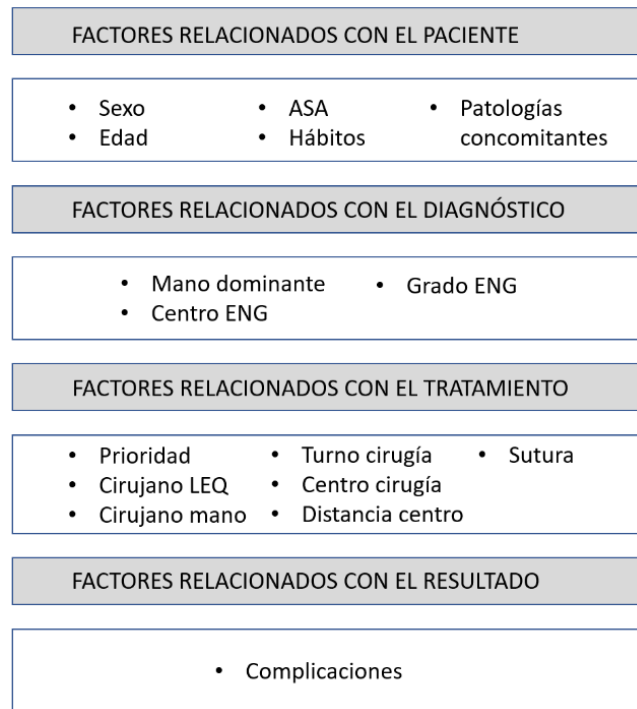 FACTORES RELACIONADOS CON EL PACIENTE
• Sexo
• Edad
• ASA
• Hábitos
• Patologías
concomitantes
FACTORES RELACIONADOS CON EL DIAGNÓSTICO
• Mano dominante
• Centro ENG
• Grado ENG
FACTORES RELACIONADOS CON EL TRATAMIENTO
• Prioridad
• Cirujano LEQ
• Cirujano mano
• Turno cirugía
• Centro cirugía
• Distancia centro
• Sutura
FACTORES RELACIONADOS CON EL RESULTADO
• Complicaciones